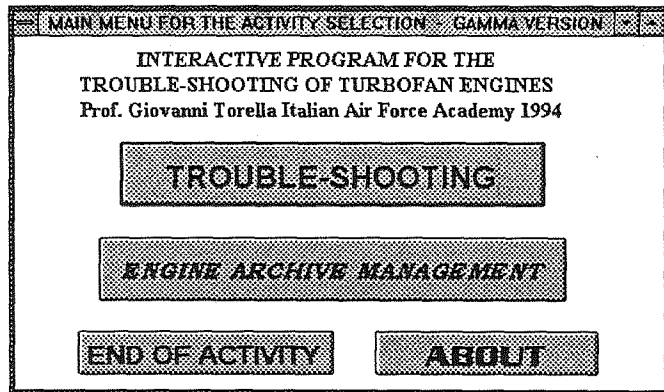 MAIN MENU FOR THE ACTIVITY SELECTION - GAMMA VERSION
INTERACTIVE PROGRAM FOR THE
TROUBLE-SHOOTING OF TURBOFAN ENGINES
Prof. Giovanni Torella Italian Air Force Academy 1994
TROUBLE-SHOOTING
ENGINE ARCHIVE MANAGEMENT
END OF ACTIVITY
ABOUT